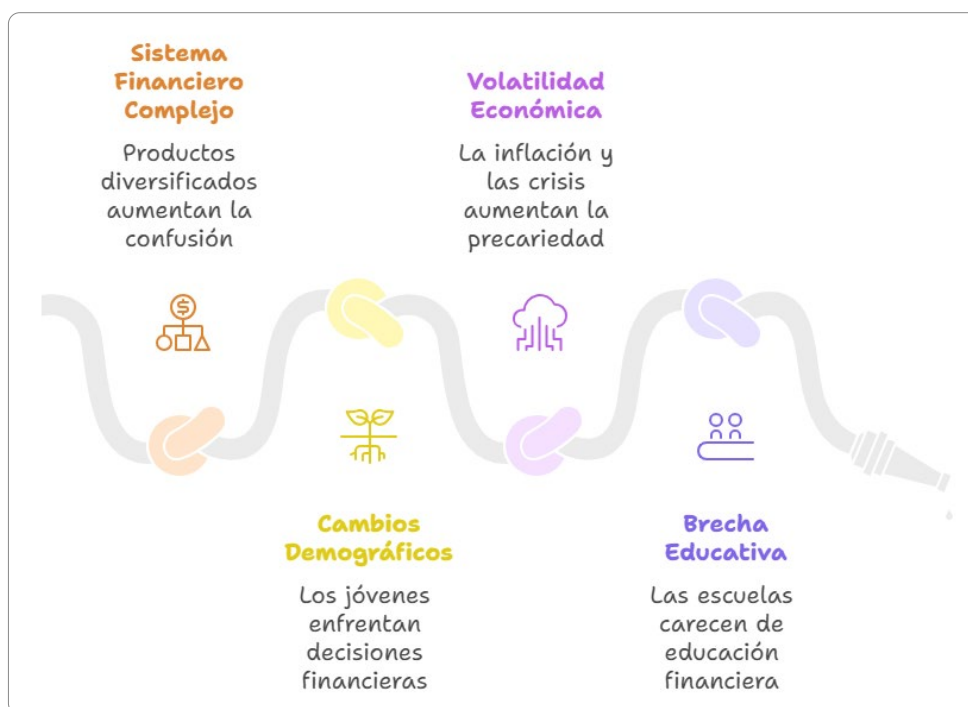 Sistema
Financiero
Complejo
Productos
diversificados
aumentan la
confusión
Volatilidad
Económica
La inflación y
las crisis
aumentan la
precariedad
$
Cambios
Demográficos
Los jóvenes
enfrentan
decisiones
financieras
Brecha
Educativa
Las escuelas
carecen de
educación
financiera